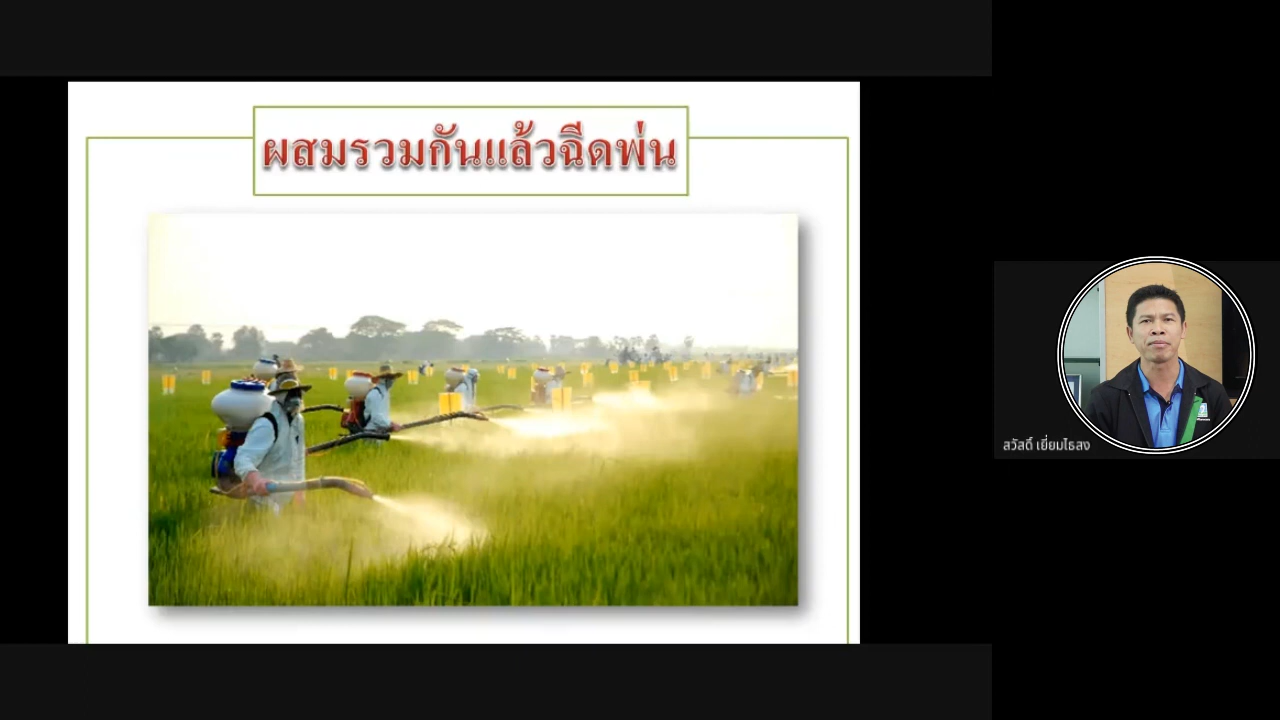 ผสมรวมกันแล้วฉีดพ่น
สวัสดิ์ เยี่ยมไธสง